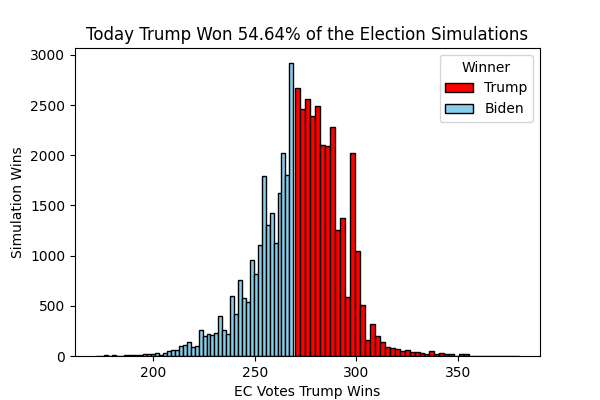 Today Trump Won 54.64% of the Election Simulations
3000
2500
2000
1500
1000
500
0
Simulation Wins
Winner
Trump
Biden
200
250
300
350
EC Votes Trump Wins